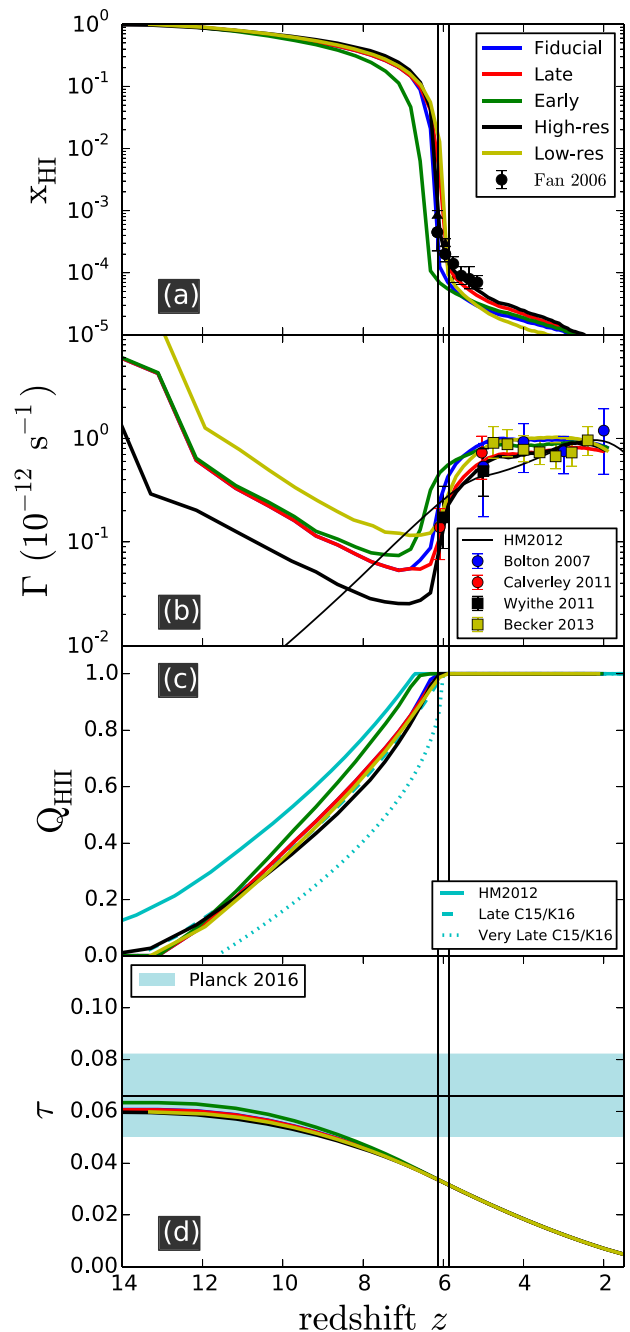 10^0
10^-1
10^-2
10^-3
10^-4
10^-5
x_HI
Fiducial
Late
Early
High-res
Low-res
Fan 2006
(a)
10^0
10^-1
10^-2
Γ (10^-12 s^-1)
(b)
HM2012
Bolton 2007
Calverley 2011
Wyithe 2011
Becker 2013
(c)
1.0
0.8
0.6
0.4
0.2
0.0
Q_HII
HM2012
Late C15/K16
Very Late C15/K16
Planck 2016
0.10
0.08
0.06
0.04
0.02
0.00
τ
(d)
14 12 10 8 6 4 2
redshift z